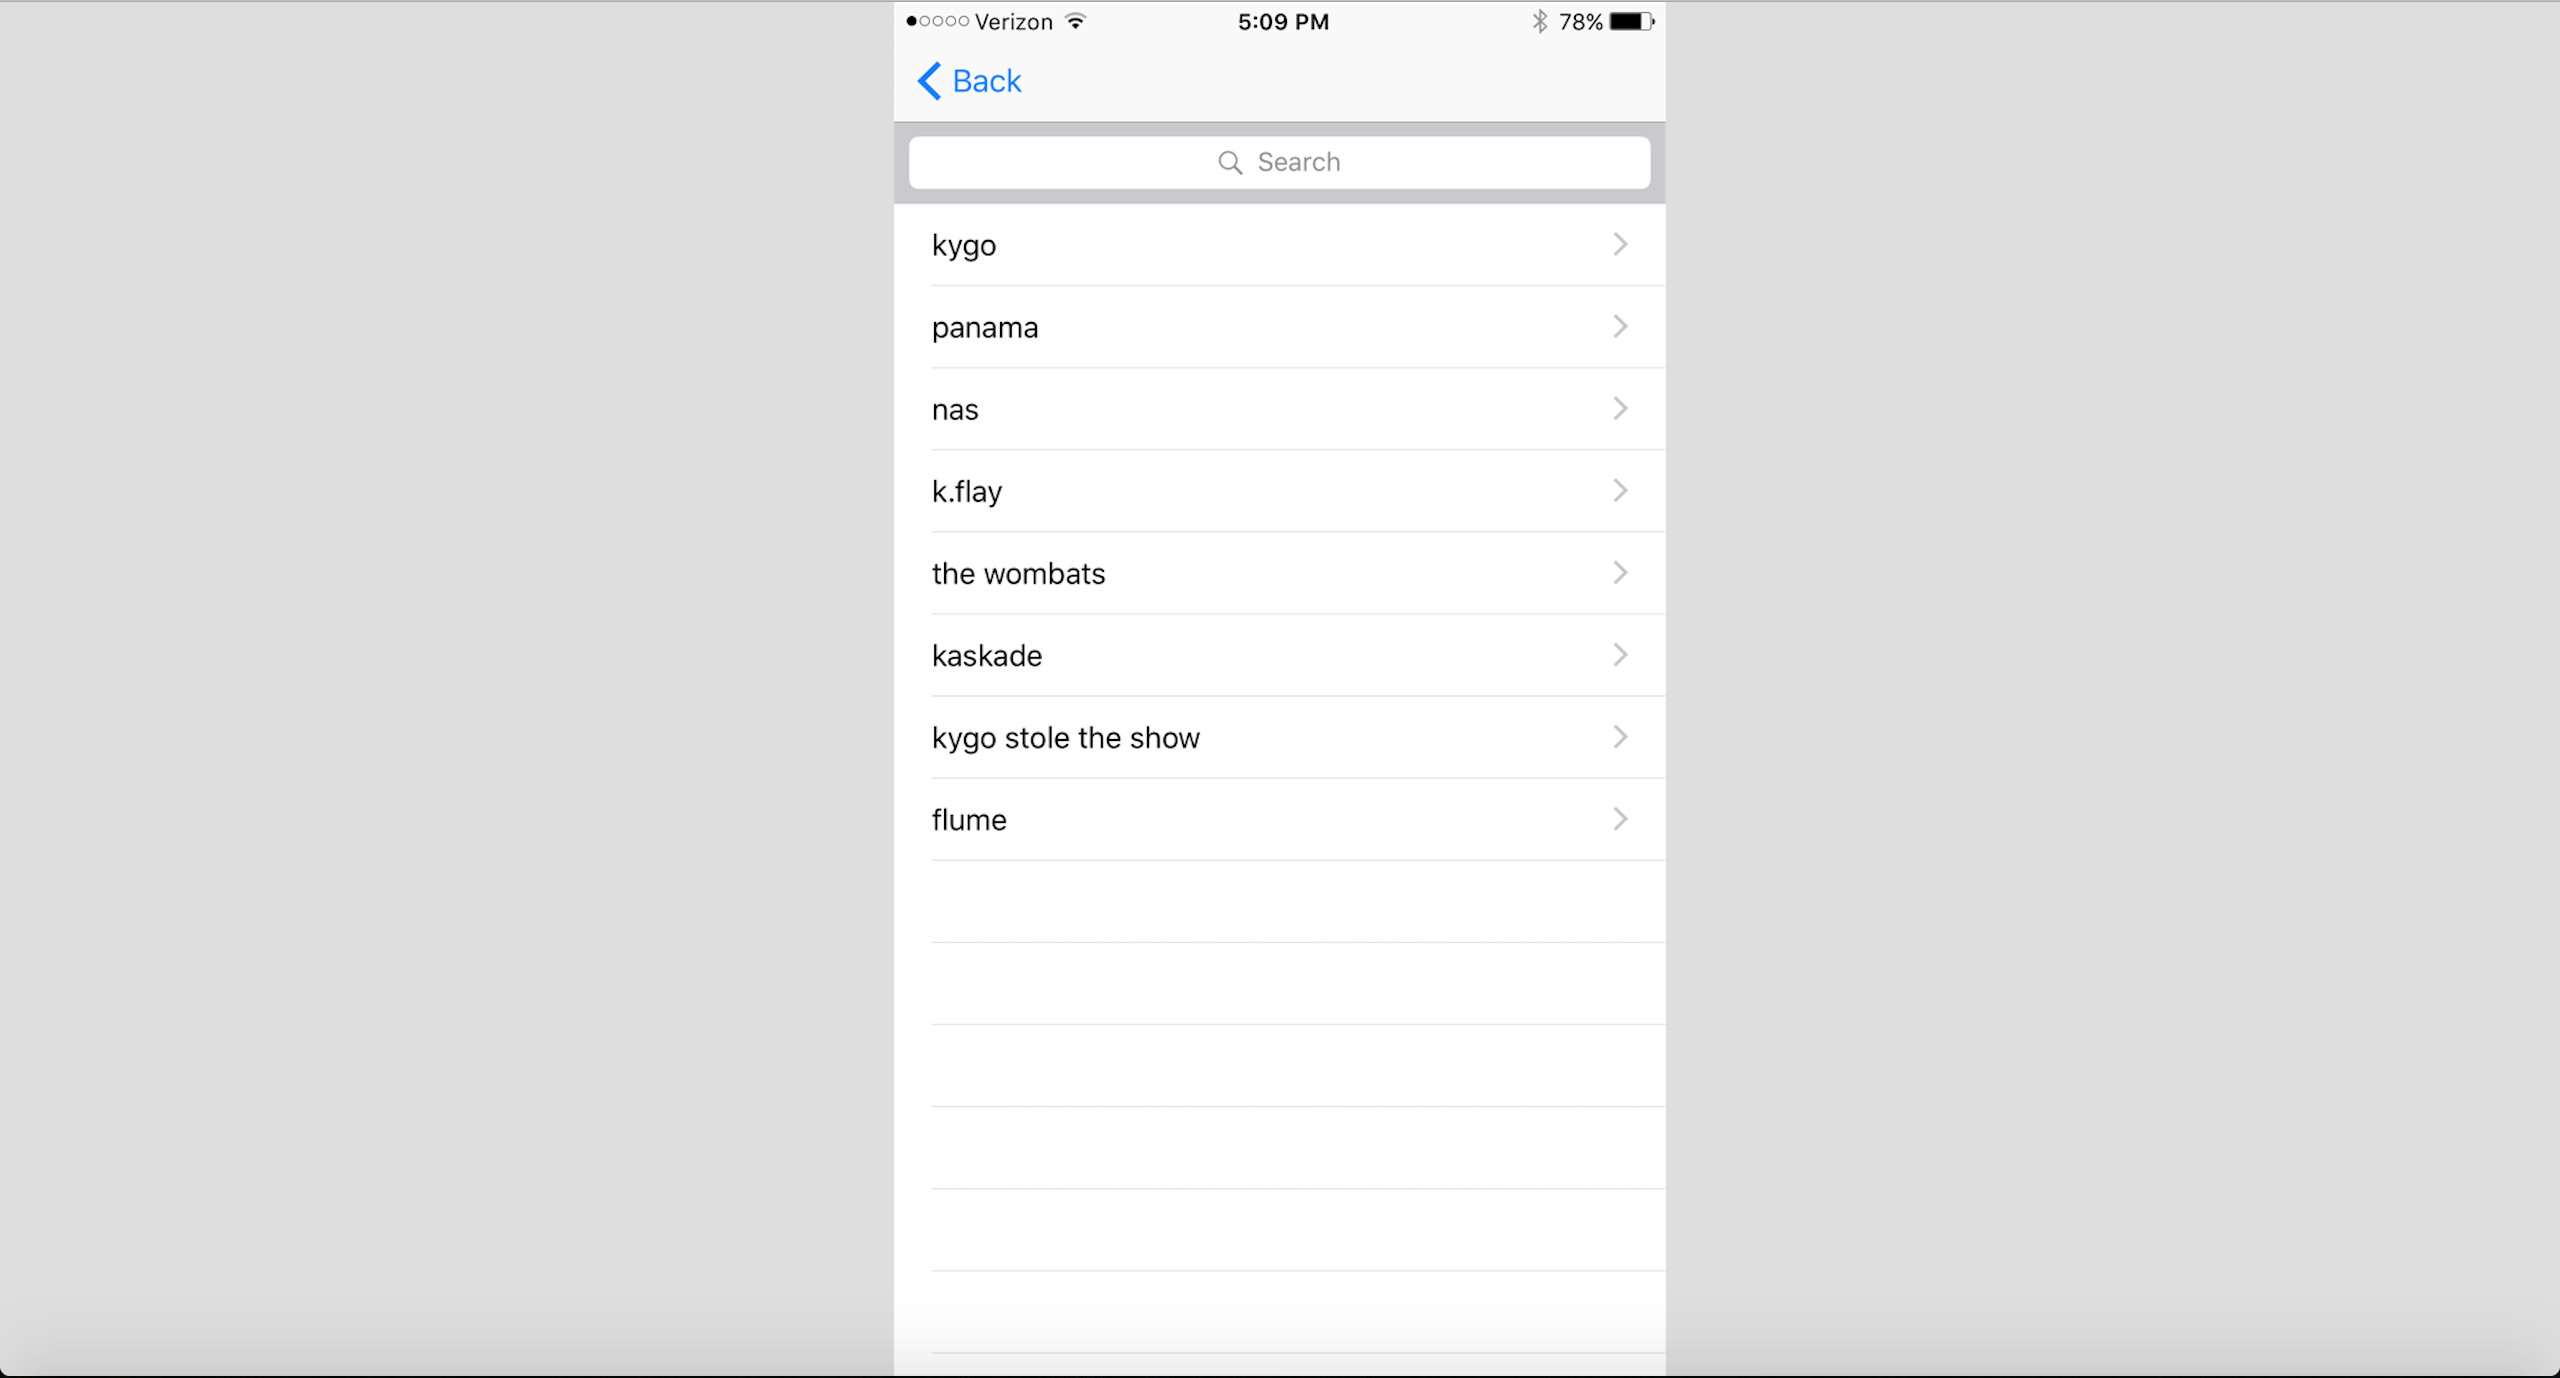 Verizon 5:09 PM 78%
Back
Search
kygo
panama
nas
k.flay
the wombats
kaskade
kygo stole the show
flume